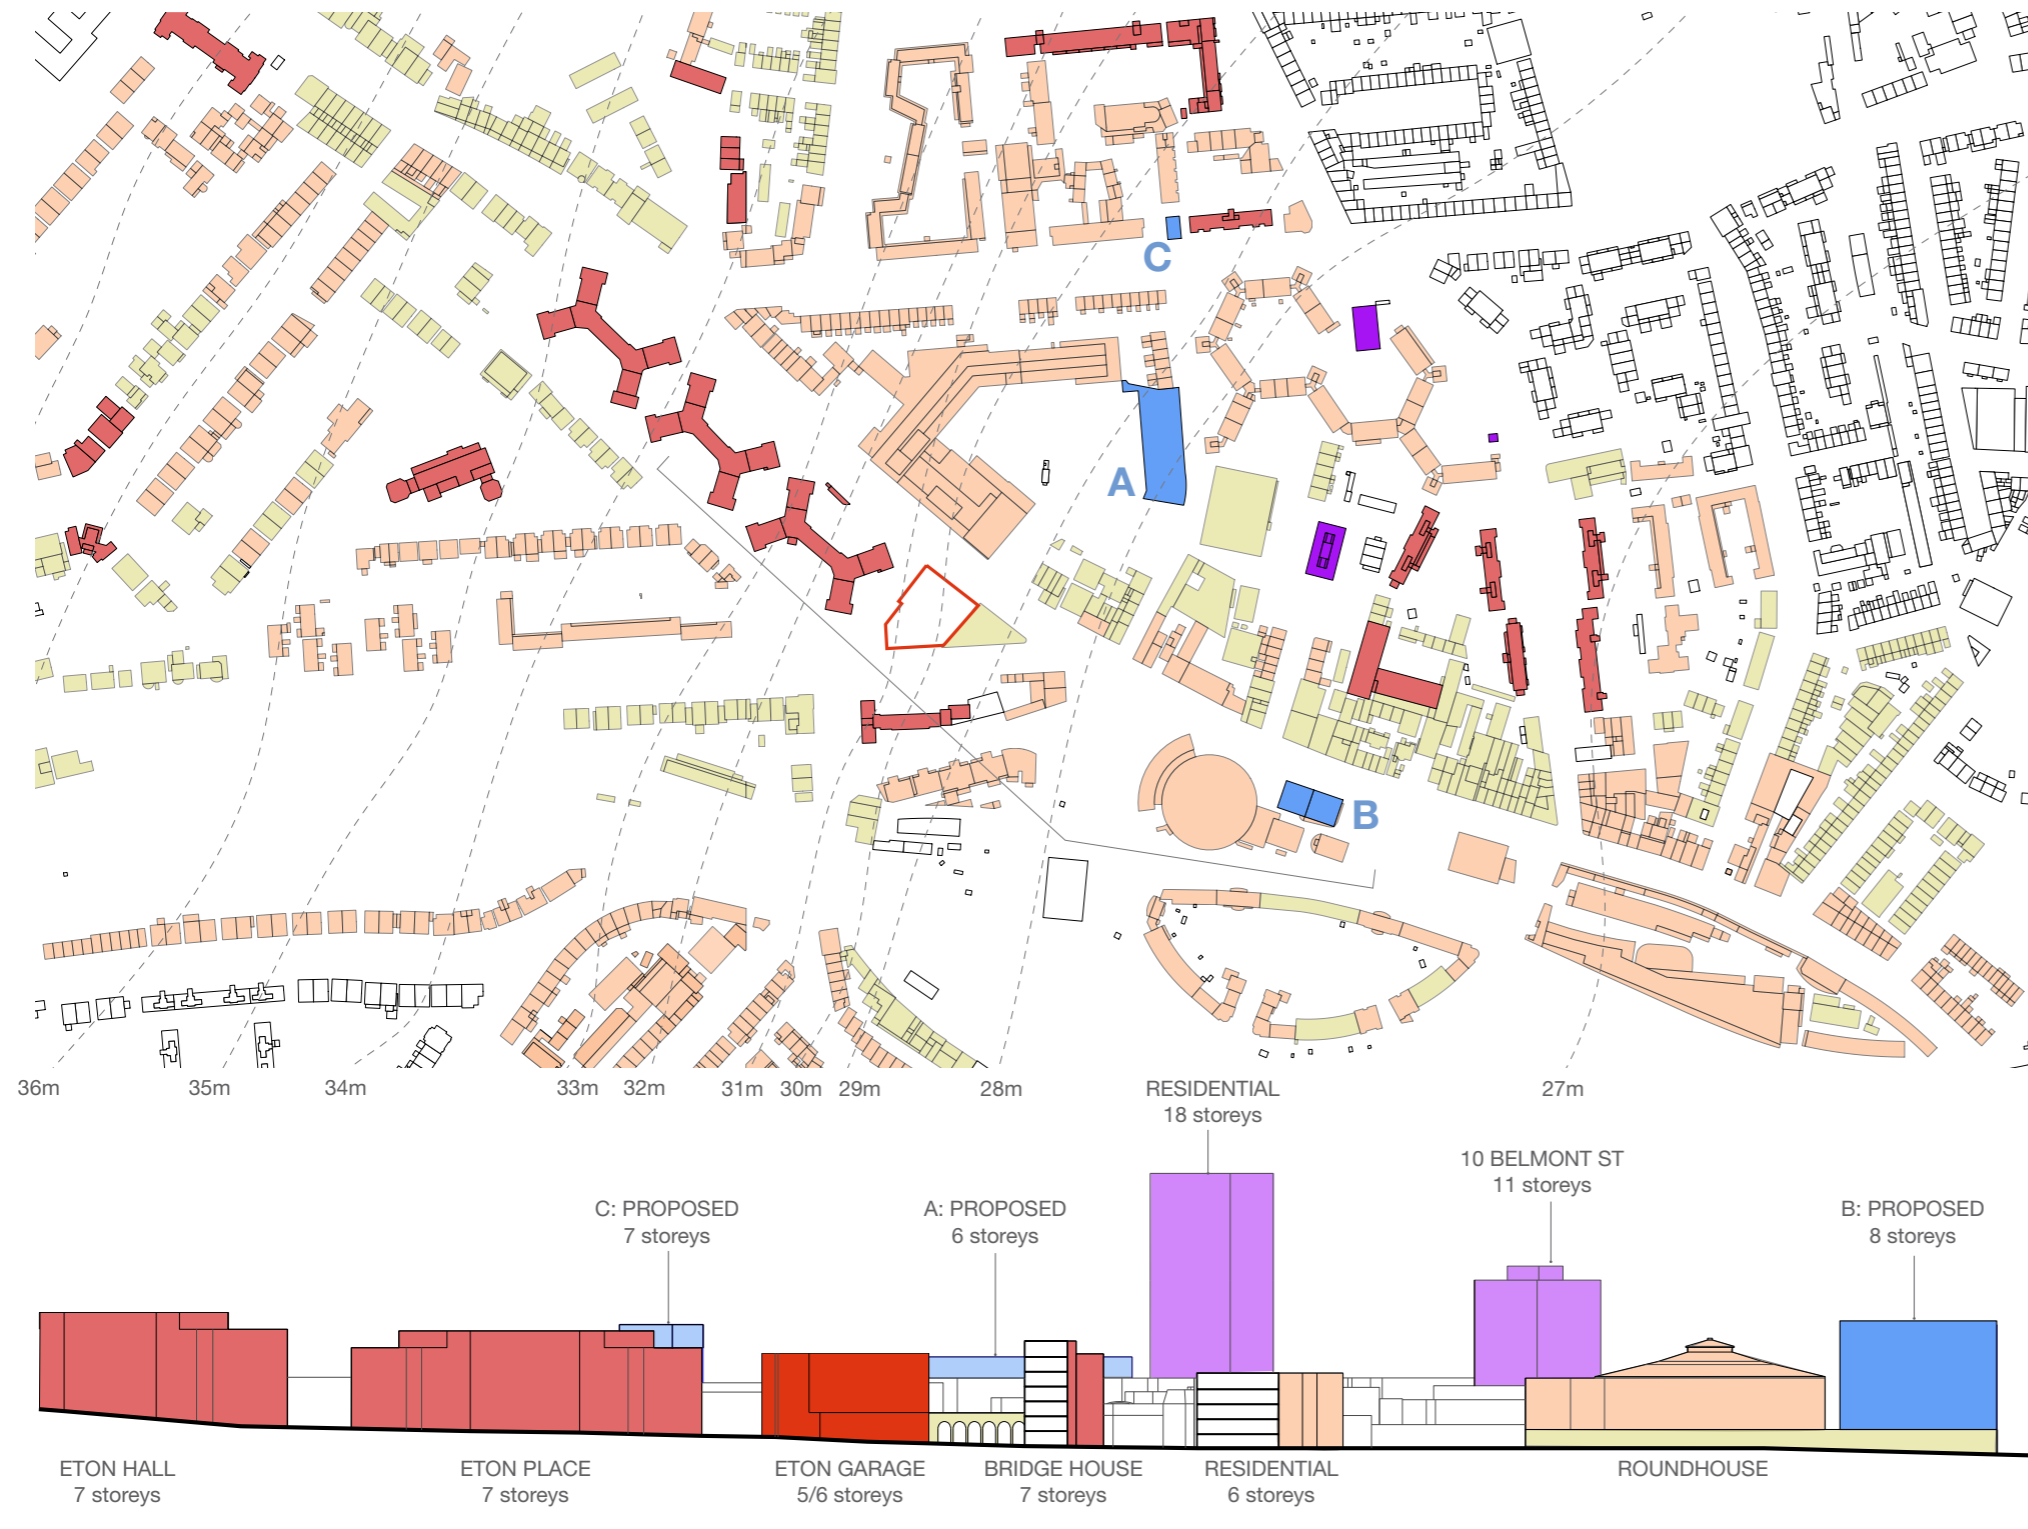 C
A
B
36m
35m
34m
33m
32m
31m
30m
29m
28m
27m
RESIDENTIAL
18 storeys
10 BELMONT ST
11 storeys
C: PROPOSED
7 storeys
A: PROPOSED
6 storeys
B: PROPOSED
8 storeys
ETON HALL
7 storeys
ETON PLACE
7 storeys
ETON GARAGE
5/6 storeys
BRIDGE HOUSE
7 storeys
RESIDENTIAL
6 storeys
ROUNDHOUSE